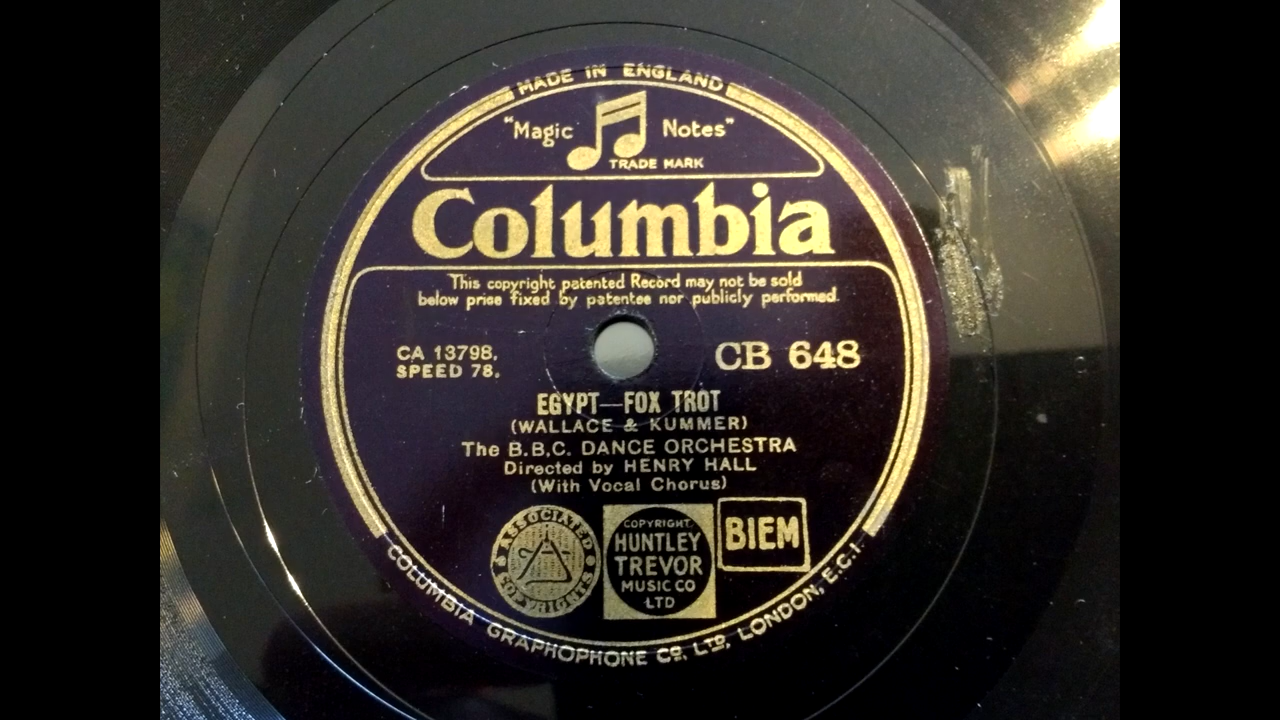 MADE IN ENGLAND
"Magic Notes"
TRADE MARK
Columbia
This copyright patented Record may not be sold
below price fixed by patentee nor publicly performed.
CA 13798.
SPEED 78.
CB 648
EGYPT—FOX TROT
(WALLACE & KUMMER)
The B.B.C. DANCE ORCHESTRA
Directed by HENRY HALL
(With Vocal Chorus)
ASSOCIATED
COPYRIGHTS
COPYRIGHT
HUNTLEY
TREVOR
MUSIC CO
LTD
BIEM
COLUMBIA GRAPHOPHONE CO. LTD. LONDON, E.C.1.